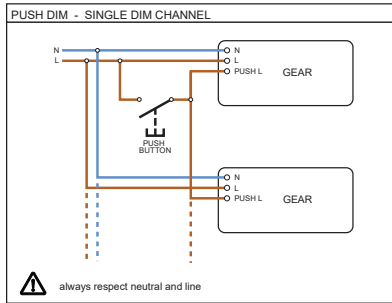 PUSH DIM - SINGLE DIM CHANNEL
N
L
N
L
PUSH L
GEAR
PUSH
BUTTON
N
L
PUSH L
GEAR
always respect neutral and line